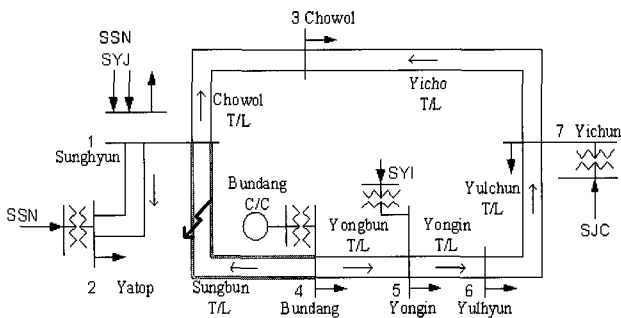 3 Chowol
SSN
SYJ
Chowol
T/L
Yicho
T/L
1
Sunghyun
7 Yichun
Bundang
C/C
SYI
Yulchun
T/L
SSN
Yongbun
T/L
Yongin
T/L
SJC
2 Yatop
Sungbun
T/L
4
Bundang
5
Yongin
6
Yulhyun